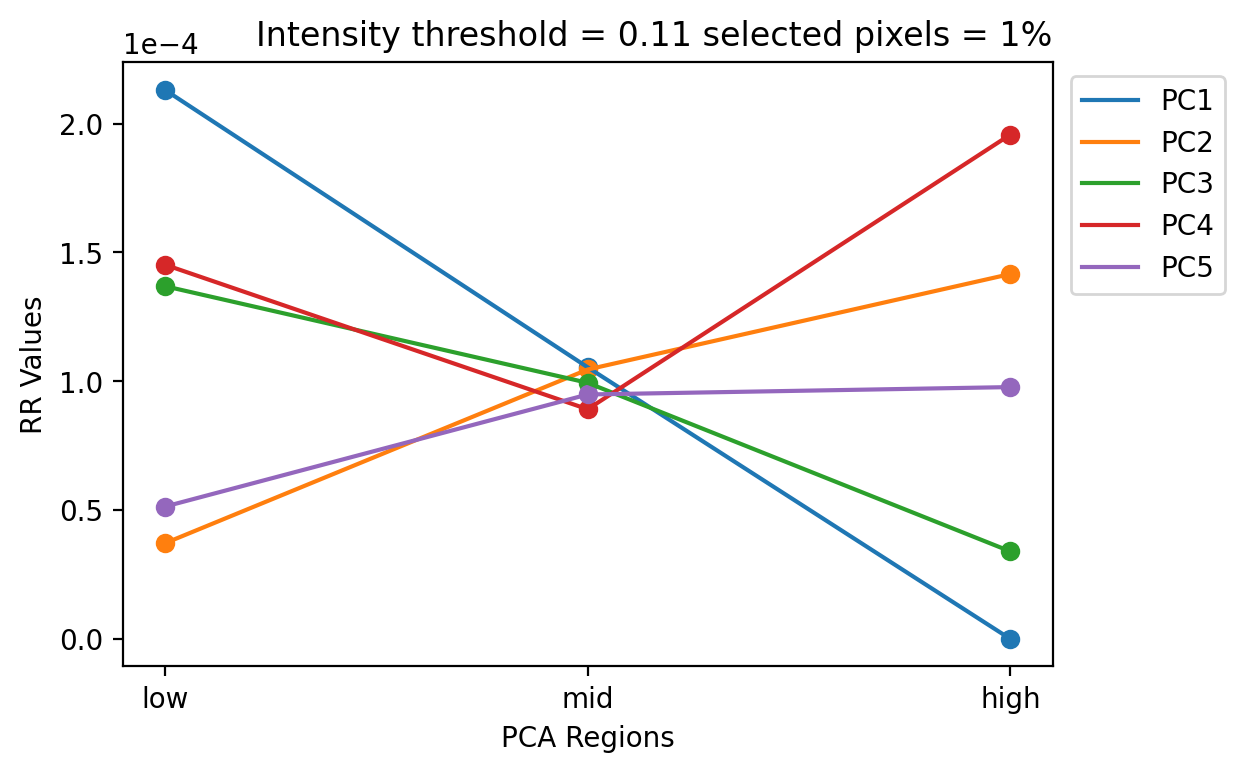 Intensity threshold = 0.11 selected pixels = 1%
1e−4
2.0
1.5
1.0
0.5
0.0
RR Values
low mid high
PCA Regions
PC1
PC2
PC3
PC4
PC5